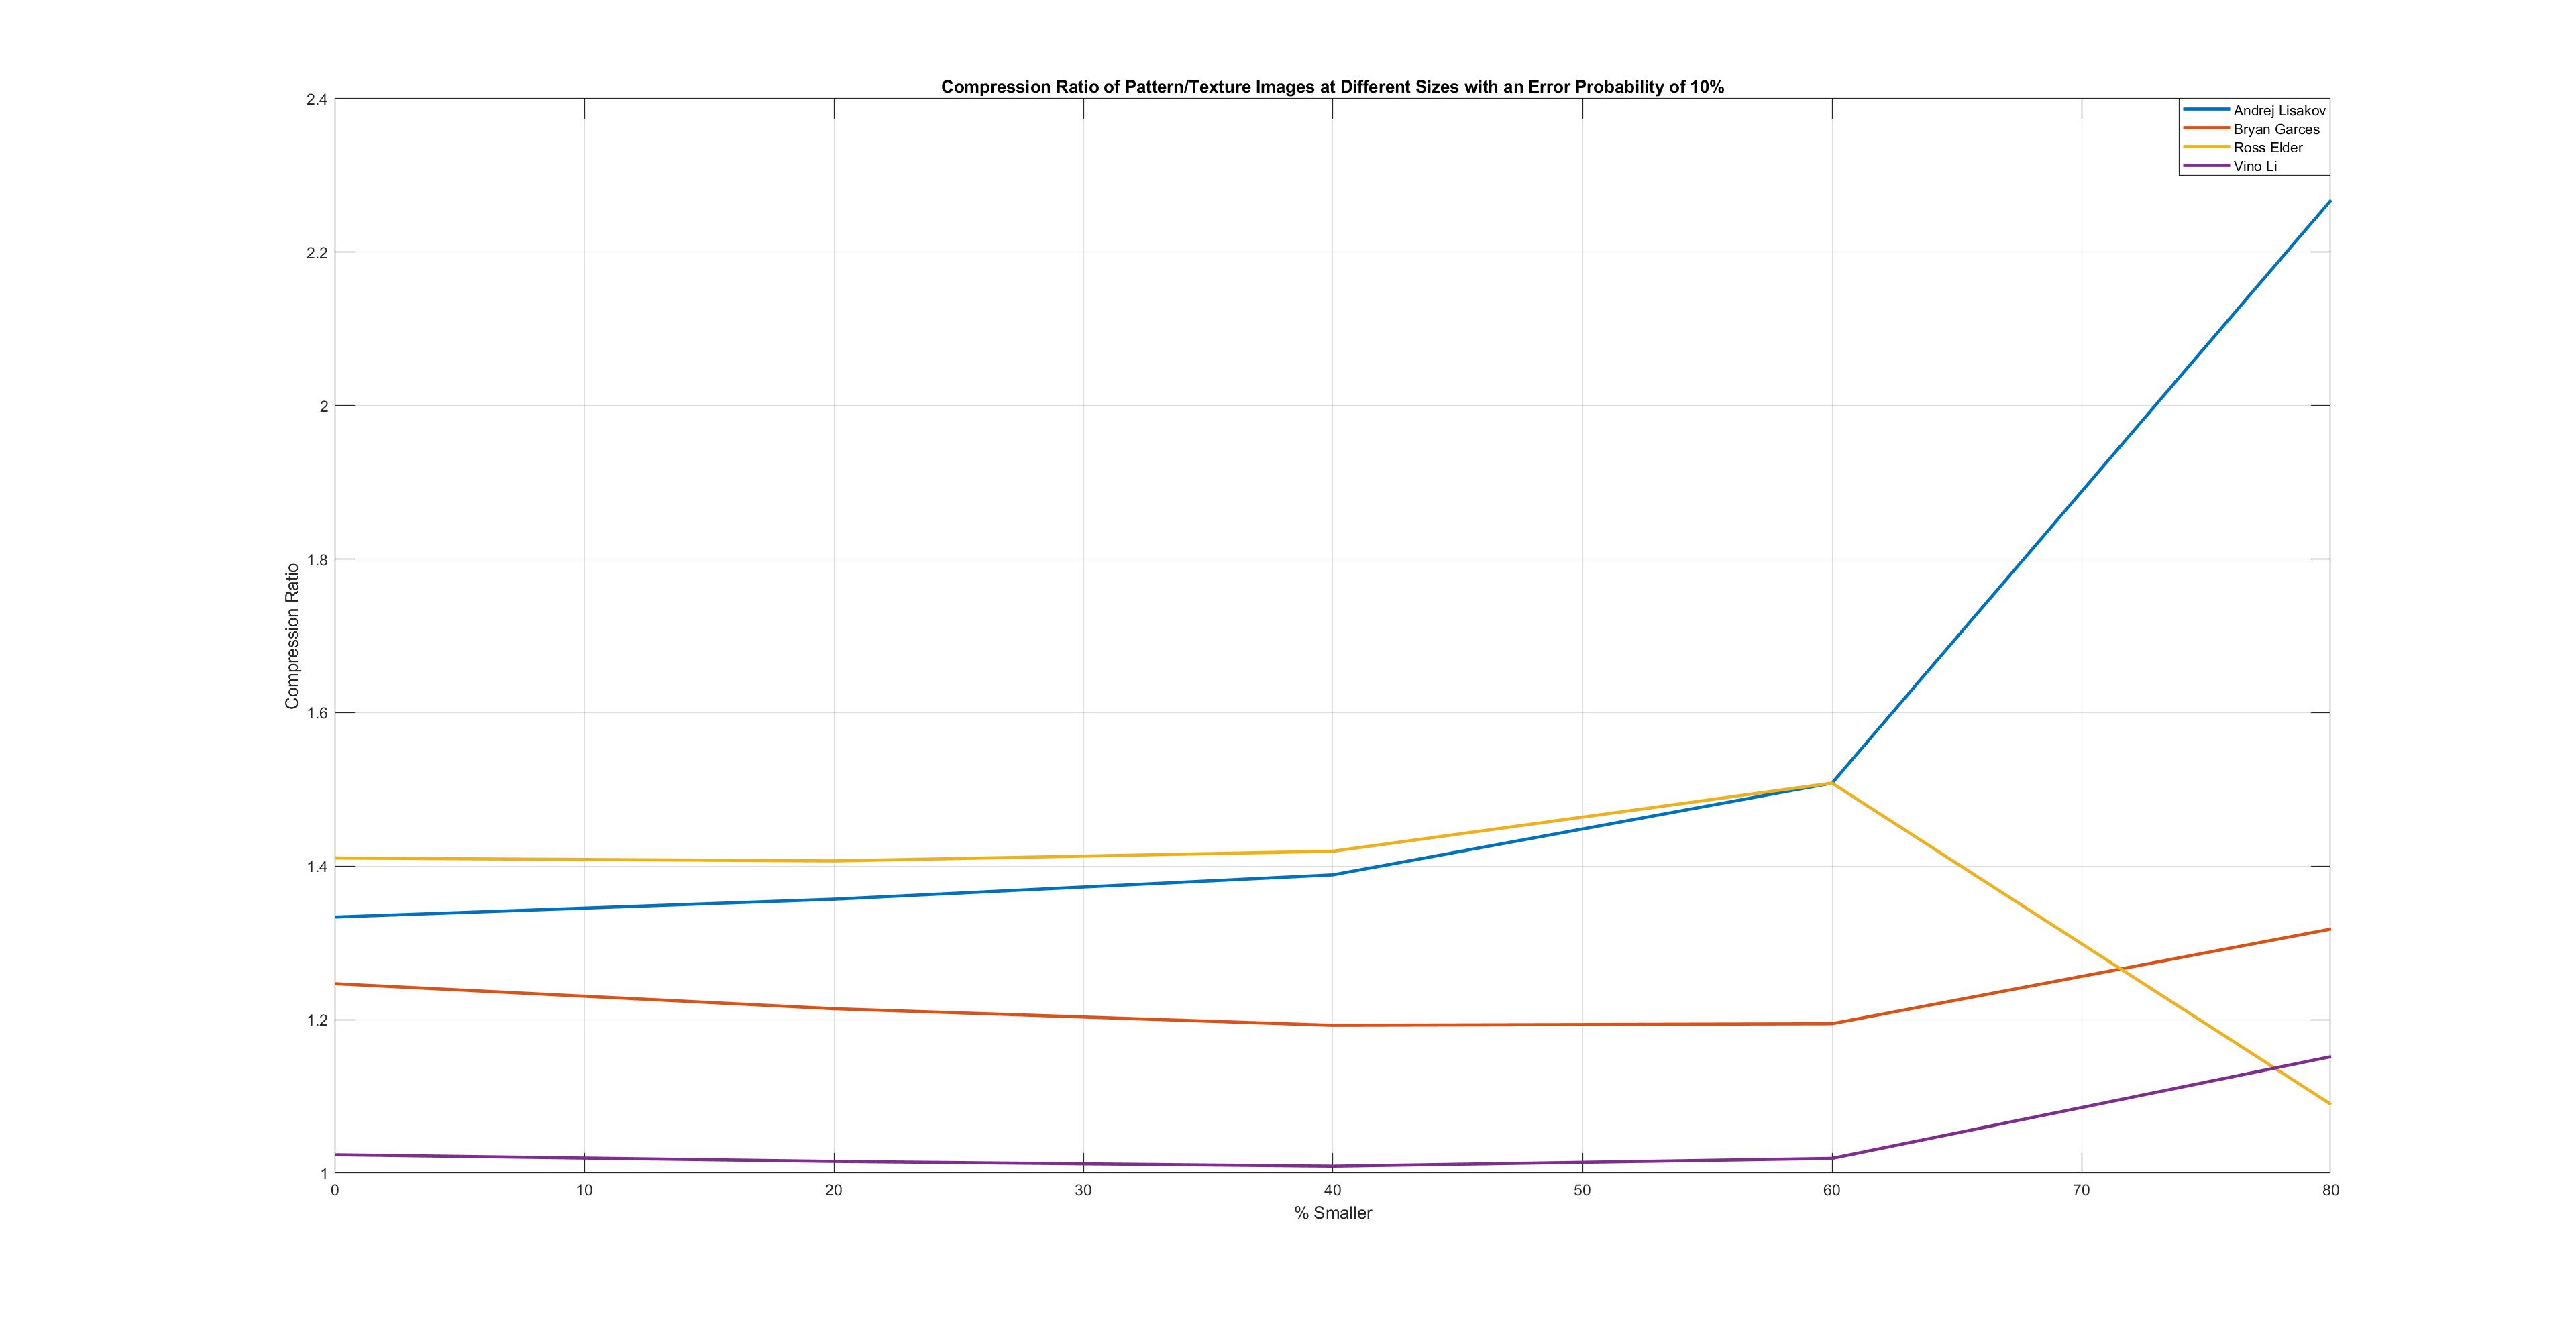 Compression Ratio of Pattern/Texture Images at Different Sizes with an Error Probability of 10%
Andrej Lisakov
Bryan Garces
Ross Elder
Vino Li
2.4
2.2
2
1.8
1.6
1.4
1.2
1
Compression Ratio
0 10 20 30 40 50 60 70 80
% Smaller